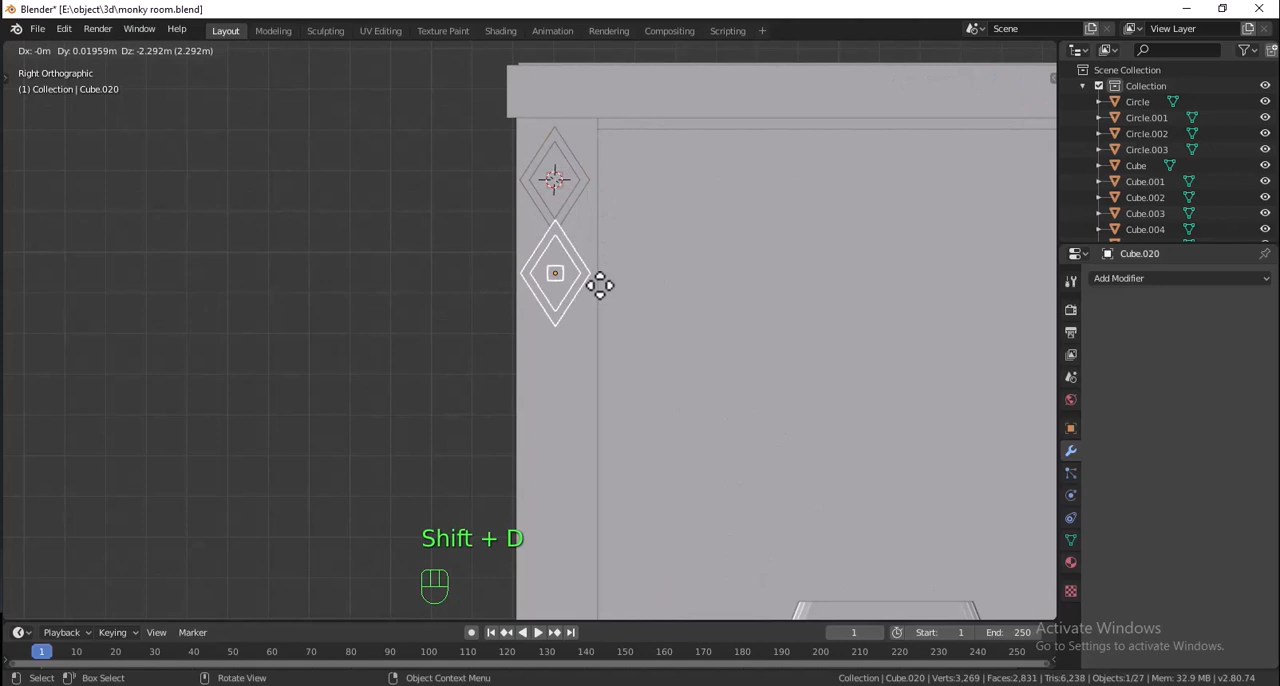 Blender* [E:\object\3d\monky room.blend]
File Edit Render Window Help Layout Modeling Sculpting UV Editing Texture Paint Shading Animation Rendering Compositing Scripting Scene View Layer
Dx: -0m Dy: 0.01959m Dz: -2.292m (2.292m)
Right Orthographic
(1) Collection | Cube.020
Scene Collection
Collection
Circle
Circle.001
Circle.002
Circle.003
Cube
Cube.001
Cube.002
Cube.003
Cube.004
Cube.020
Add Modifier
Shift + D
Activate Windows
Go to Settings to activate Windows.
Playback Keying View Marker 1 Start: 1 End: 250
1 10 20 30 40 50 60 70 80 90 100 110 120 130 140 150 160 170 180 190 200 210 220 230 240 250
Select Box Select Rotate View Object Context Menu Collection | Cube.020 | Verts:3,269 | Faces:2,831 | Tris:6,238 | Objects:1/27 | Mem: 32.9 MB | v2.80.74